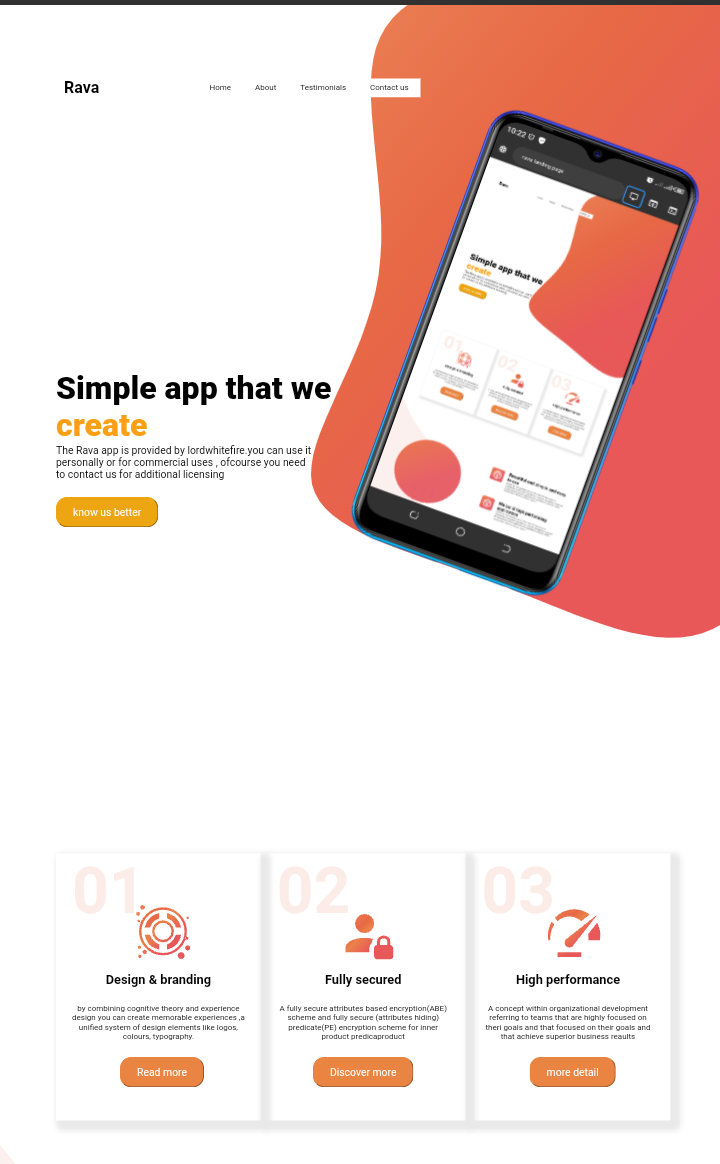 Rava
Home About Testimonials Contact us
10:22
rava landing page
Rava
Simple app that we
create
01
02
03
Simple app that we
create
The Rava app is provided by lordwhitefire.you can use it
personally or for commercial uses , ofcourse you need
to contact us for additional licensing
know us better
01
Design & branding
by combining cognitive theory and experience
design you can create memorable experiences ,a
unified system of design elements like logos,
colours, typography.
Read more
02
Fully secured
A fully secure attributes based encryption(ABE)
scheme and fully secure (attributes hiding)
predicate(PE) encryption scheme for inner
product predicaproduct
Discover more
03
High performance
A concept within organizational development
referring to teams that are highly focused on
theri goals and that focused on their goals and
that achieve superior business results
more detail